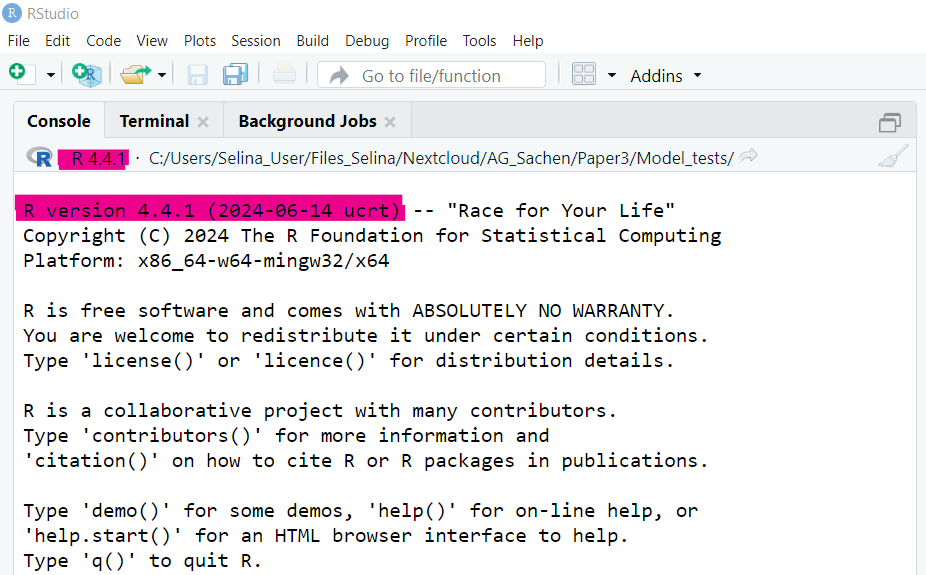 RStudio
File Edit Code View Plots Session Build Debug Profile Tools Help
Go to file/function Addins
Console Terminal Background Jobs
R 4.4.1 · C:/Users/Selina_User/Files_Selina/Nextcloud/AG_Sachen/Paper3/Model_tests/
R version 4.4.1 (2024-06-14 ucrt) -- "Race for Your Life"
Copyright (C) 2024 The R Foundation for Statistical Computing
Platform: x86_64-w64-mingw32/x64
R is free software and comes with ABSOLUTELY NO WARRANTY.
You are welcome to redistribute it under certain conditions.
Type 'license()' or 'licence()' for distribution details.
R is a collaborative project with many contributors.
Type 'contributors()' for more information and
'citation()' on how to cite R or R packages in publications.
Type 'demo()' for some demos, 'help()' for on-line help, or
'help.start()' for an HTML browser interface to help.
Type 'q()' to quit R.